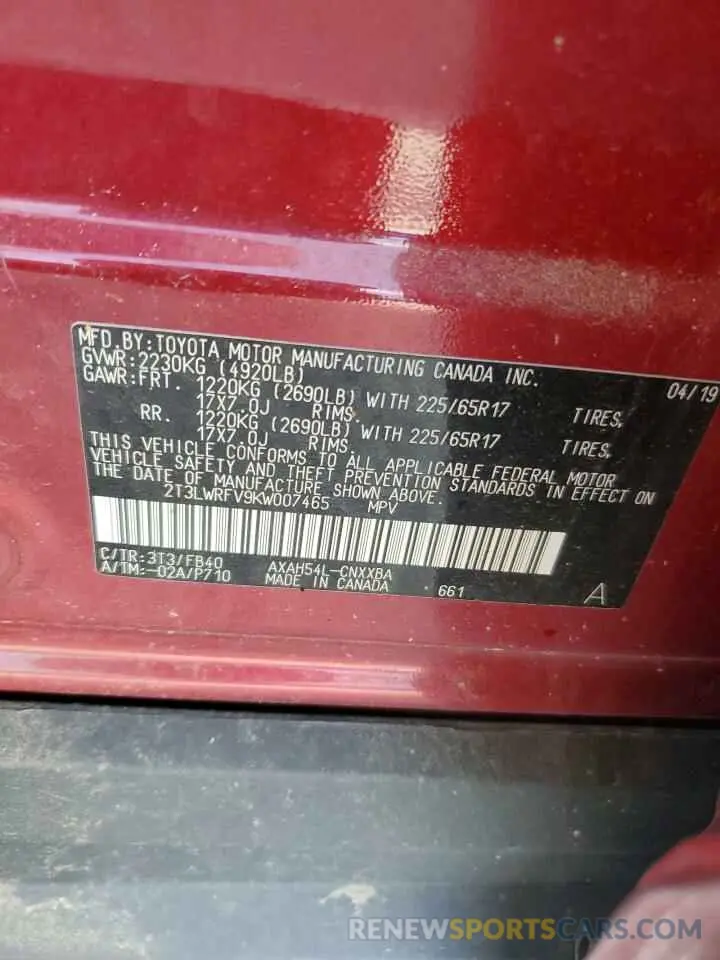 MFD. BY: TOYOTA MOTOR MANUFACTURING CANADA INC.
GVWR: 2230KG (4920LB) 04/19
GAWR: FRT. 1220KG (2690LB) WITH 225/65R17 TIRES,
17X7.0J RIMS.
RR. 1220KG (2690LB) WITH 225/65R17 TIRES,
17X7.0J RIMS.
THIS VEHICLE CONFORMS TO ALL APPLICABLE FEDERAL MOTOR
VEHICLE SAFETY AND THEFT PREVENTION STANDARDS IN EFFECT ON
THE DATE OF MANUFACTURE SHOWN ABOVE.
2T3LWRFV9KW007465 MPV
C/TR: 3T3/FB40 AXAH54L-CNXXBA
A/TM: -02A/P710 MADE IN CANADA 661 A
RENEWSPORTSCARS.COM